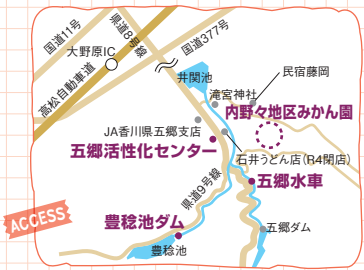 国道11号
県道8号線
国道377号
大野原IC
高松自動車道
井関池
民宿藤岡
滝宮神社
内野々地区みかん園
JA香川県五郷支店
五郷活性化センター
石井うどん店(R4閉店)
県道9号線
五郷水車
ACCESS
豊稔池ダム
五郷ダム
豊稔池